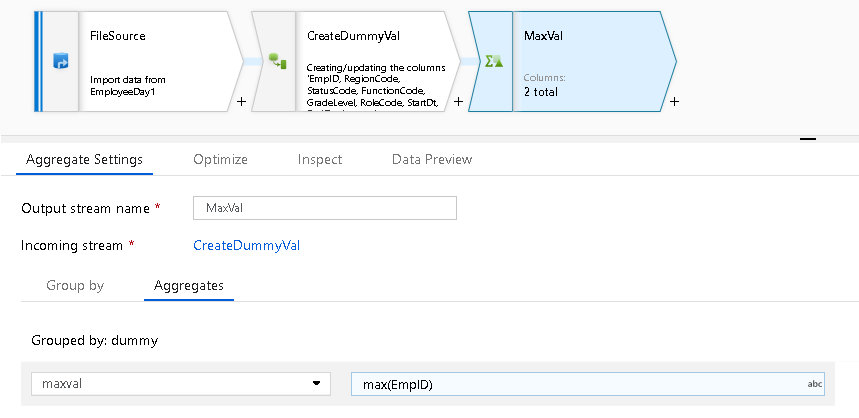 FileSource
Import data from
EmployeeDay1
+
CreateDummyVal
Creating/updating the columns
'EmpID, RegionCode,
StatusCode, FunctionCode,
GradeLevel, RoleCode, StartDt,
+
MaxVal
Columns:
2 total
+
Aggregate Settings
Optimize
Inspect
Data Preview
Output stream name *
MaxVal
Incoming stream *
CreateDummyVal
Group by
Aggregates
Grouped by: dummy
maxval
max(EmpID)
abc